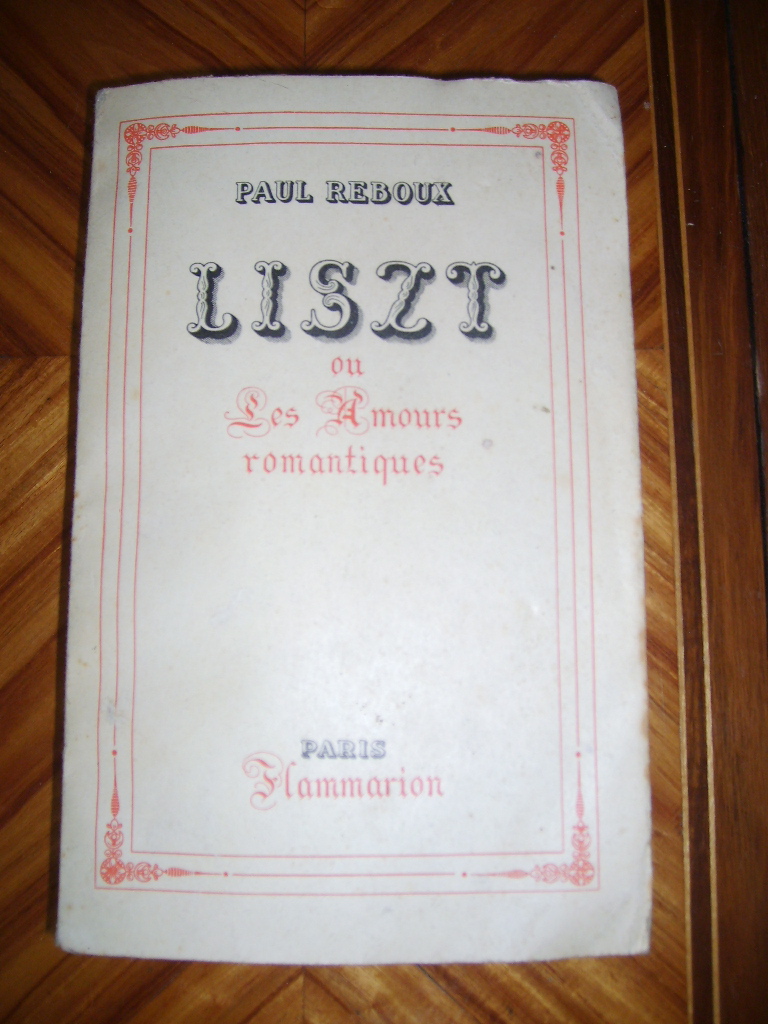 PAUL REBOUX
LISZT
ou
Les Amours
romantiques
PARIS
Flammarion